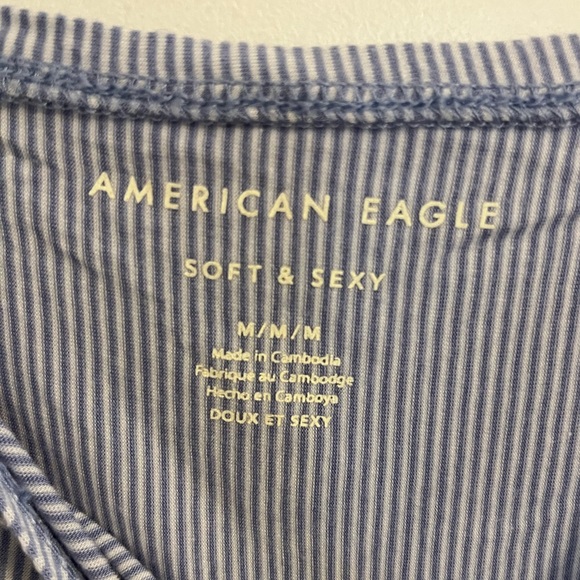 AMERICAN EAGLE
SOFT & SEXY
M/M/M
Made in Cambodia
Fabriqué au Cambodge
Hecho en Camboya
DOUX ET SEXY